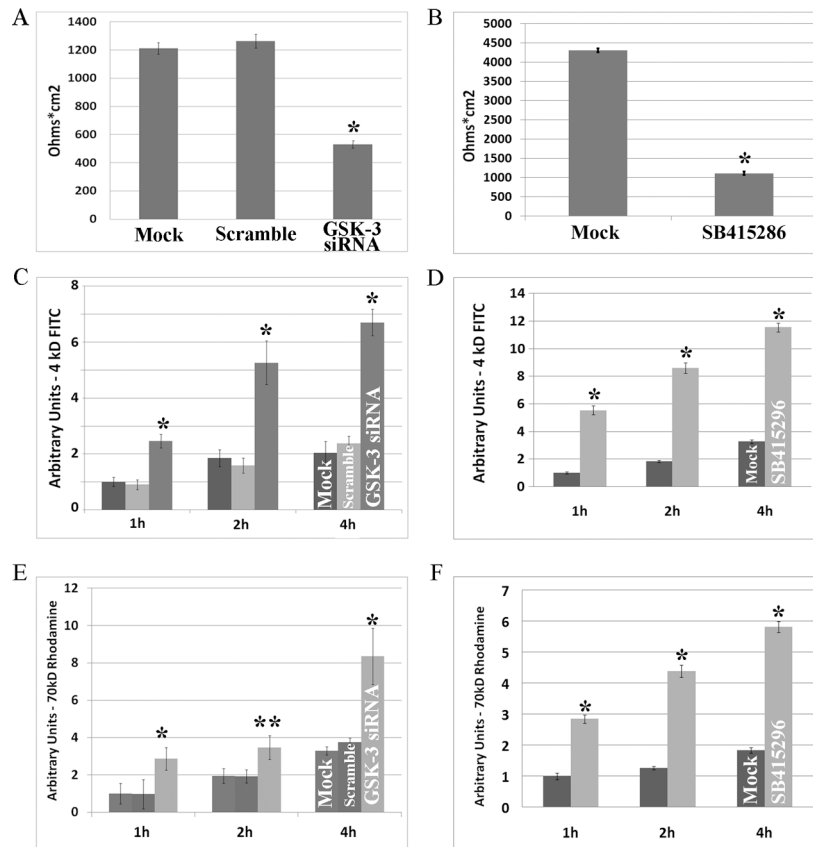 A
Ohms*cm2
1400
1200
1000
800
600
400
200
0
*
Mock
Scramble
GSK-3
siRNA
B
Ohms*cm2
5000
4500
4000
3500
3000
2500
2000
1500
1000
500
0
*
Mock
SB415286
C
Arbitrary Units - 4 kD FITC
8
6
4
2
0
*
*
*
Mock
Scramble
GSK-3 siRNA
1h
2h
4h
D
Arbitrary Units - 4 kD FITC
14
12
10
8
6
4
2
0
*
*
*
Mock
SB415296
1h
2h
4h
E
Arbitrary Units - 70kD Rhodamine
12
10
8
6
4
2
0
*
**
*
Mock
Scramble
GSK-3 siRNA
1h
2h
4h
F
Arbitrary Units - 70kD Rhodamine
7
6
5
4
3
2
1
0
*
*
*
Mock
SB415296
1h
2h
4h